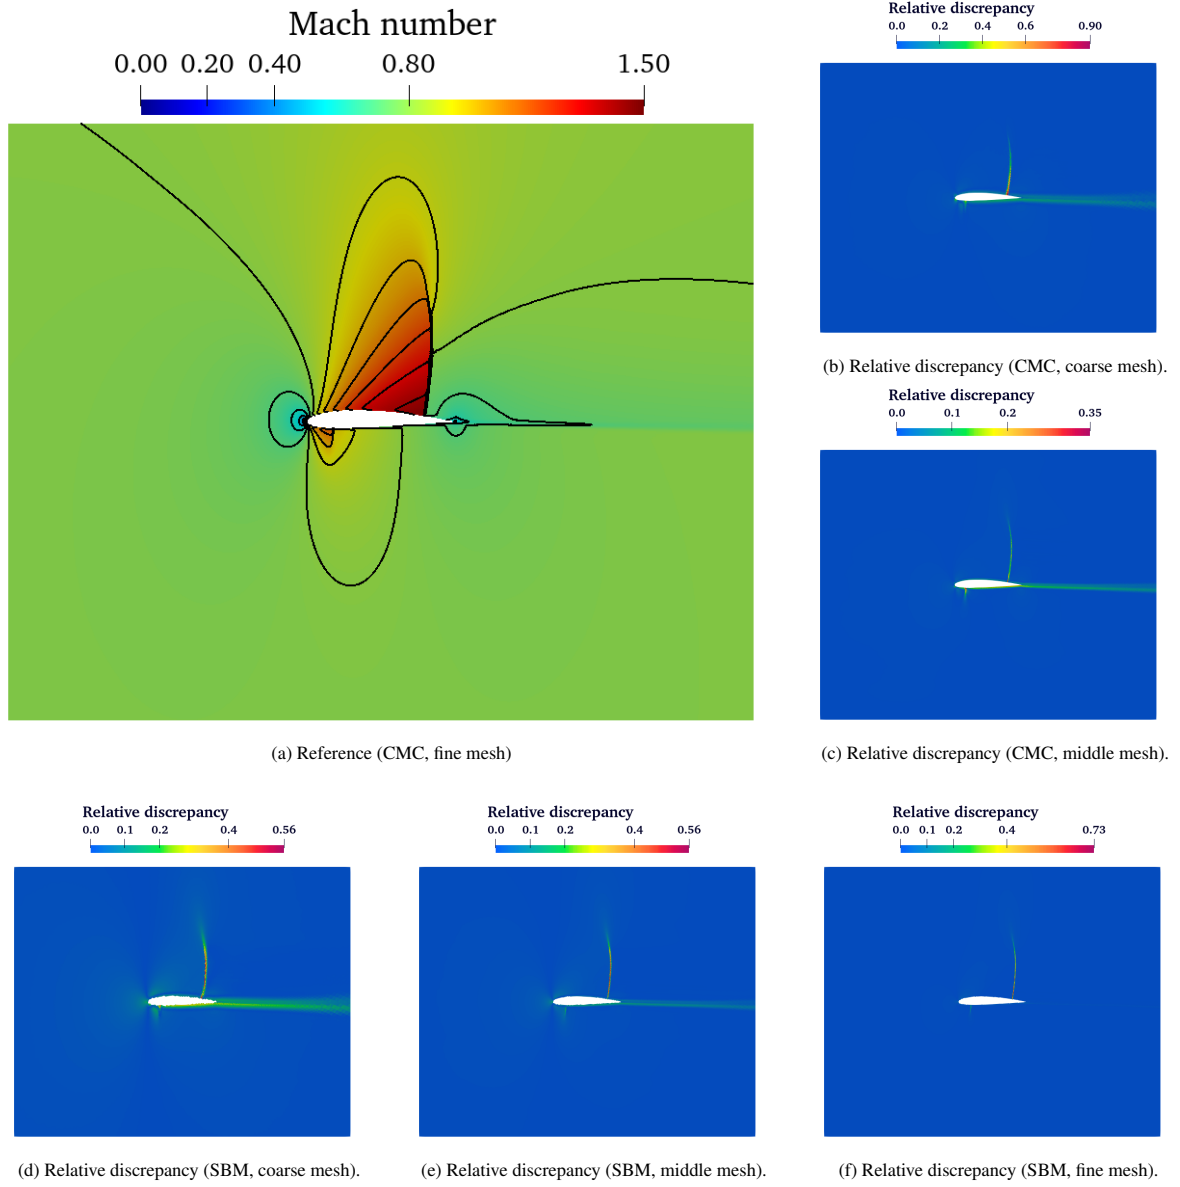 Mach number
0.00 0.20 0.40 0.80 1.50
(a) Reference (CMC, fine mesh)
Relative discrepancy
0.0 0.2 0.4 0.6 0.90
(b) Relative discrepancy (CMC, coarse mesh).
Relative discrepancy
0.0 0.1 0.2 0.35
(c) Relative discrepancy (CMC, middle mesh).
Relative discrepancy
0.0 0.1 0.2 0.4 0.56
(d) Relative discrepancy (SBM, coarse mesh).
Relative discrepancy
0.0 0.1 0.2 0.4 0.56
(e) Relative discrepancy (SBM, middle mesh).
Relative discrepancy
0.0 0.1 0.2 0.4 0.73
(f) Relative discrepancy (SBM, fine mesh).